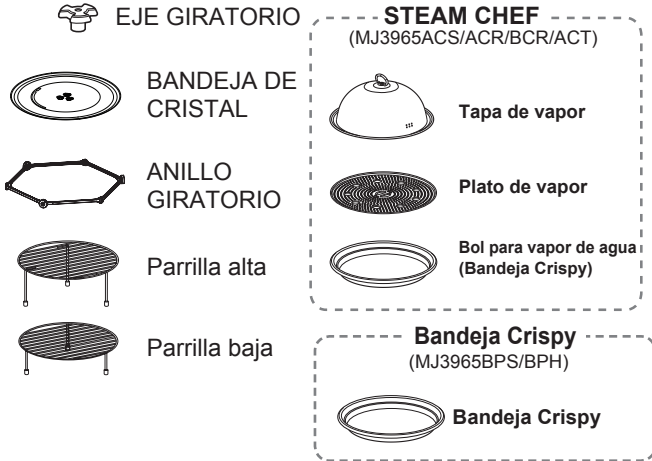 EJE GIRATORIO
BANDEJA DE
CRISTAL
ANILLO
GIRATORIO
Parrilla alta
Parrilla baja
STEAM CHEF
(MJ3965ACS/ACR/BCR/ACT)
Tapa de vapor
Plato de vapor
Bol para vapor de agua
(Bandeja Crispy)
Bandeja Crispy
(MJ3965BPS/BPH)
Bandeja Crispy